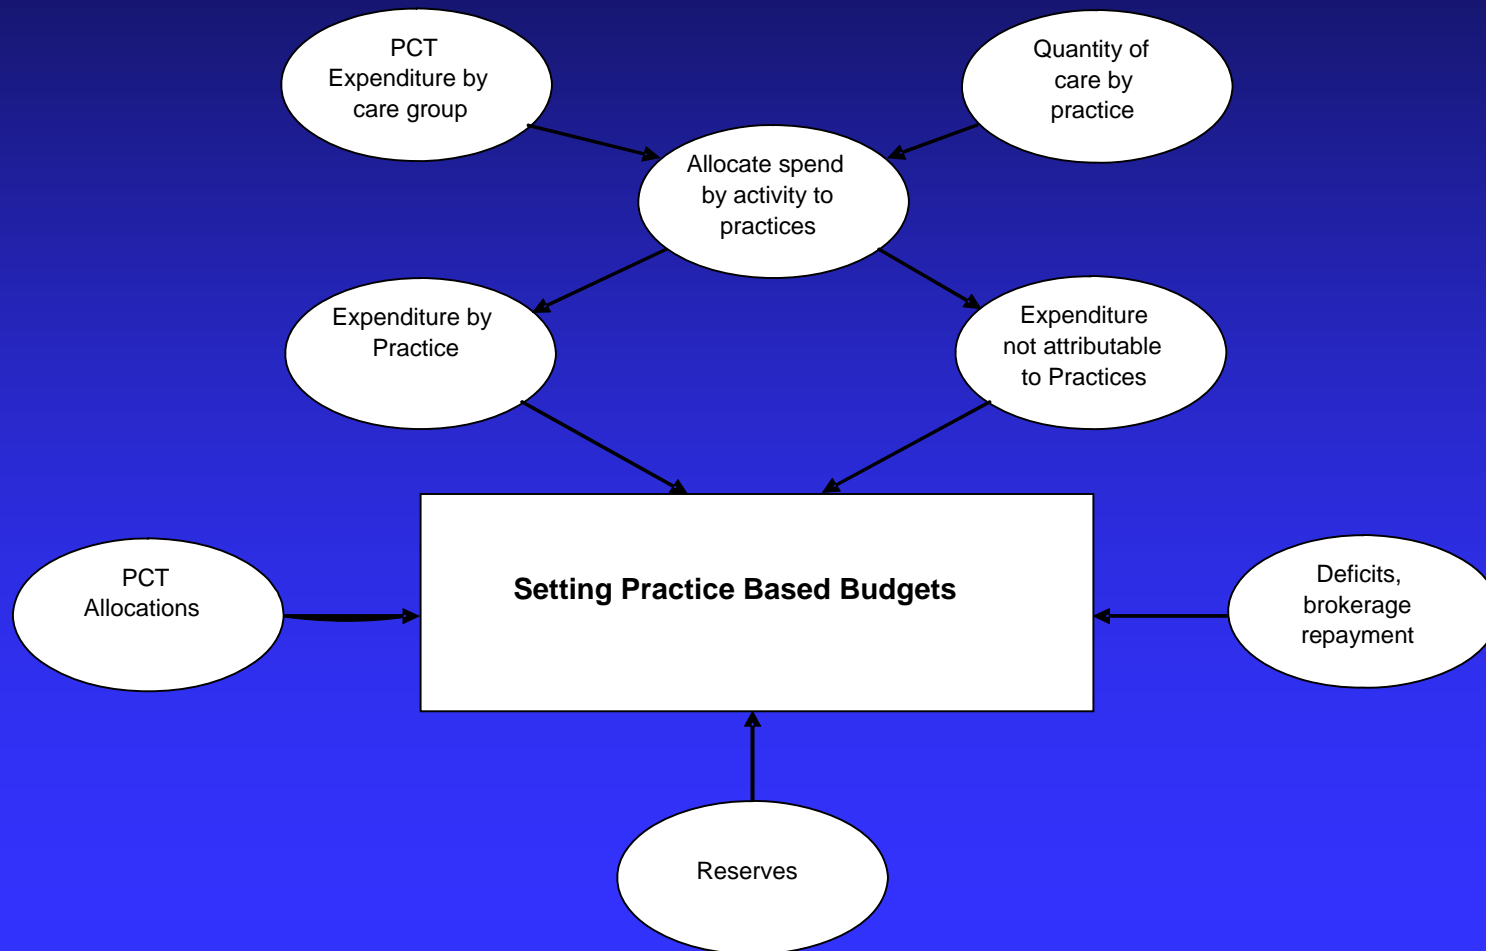 PCT
Expenditure by
care group
Quantity of
care by
practice
Allocate spend
by activity to
practices
Expenditure by
Practice
Expenditure
not attributable
to Practices
Setting Practice Based Budgets
PCT
Allocations
Deficits,
brokerage
repayment
Reserves